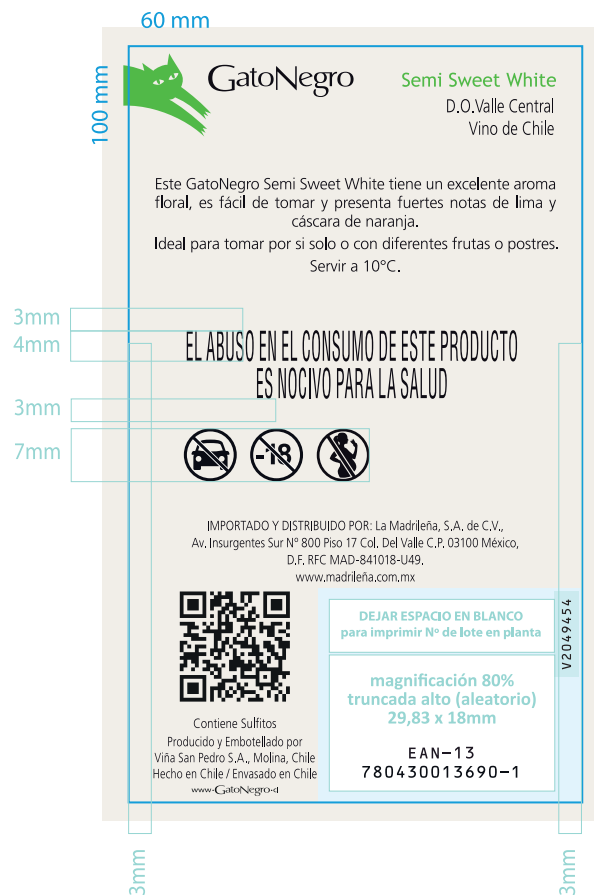 60 mm
100 mm
GatoNegro
Semi Sweet White
D.O.Valle Central
Vino de Chile
Este GatoNegro Semi Sweet White tiene un excelente aroma
floral, es fácil de tomar y presenta fuertes notas de lima y
cáscara de naranja.
Ideal para tomar por si solo o con diferentes frutas o postres.
Servir a 10°C.
3mm
4mm
EL ABUSO EN EL CONSUMO DE ESTE PRODUCTO
ES NOCIVO PARA LA SALUD
3mm
7mm
-18
IMPORTADO Y DISTRIBUIDO POR: La Madrileña, S.A. de C.V.,
Av. Insurgentes Sur N° 800 Piso 17 Col. Del Valle C.P. 03100 México,
D.F. RFC MAD-841018-U49.
www.madrileña.com.mx
DEJAR ESPACIO EN BLANCO
para imprimir Nº de lote en planta
V2049454
magnificación 80%
truncada alto (aleatorio)
29,83 x 18mm
EAN-13
780430013690-1
Contiene Sulfitos
Producido y Embotellado por
Viña San Pedro S.A., Molina, Chile
Hecho en Chile / Envasado en Chile
www·GatoNegro·cl
3mm
3mm